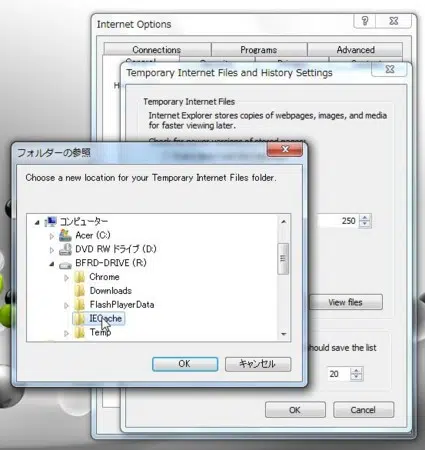 Internet Options
Connections Programs Advanced
General
Temporary Internet Files and History Settings
Temporary Internet Files
Internet Explorer stores copies of webpages, images, and media
for faster viewing later.
フォルダーの参照
Choose a new location for your Temporary Internet Files folder.
コンピューター
Acer (C:)
DVD RW ドライブ (D:)
BFRD-DRIVE (R:)
Chrome
Downloads
FlashPlayerData
IECache
Temp
OK キャンセル
250
View files
should save the list
20
OK Cancel